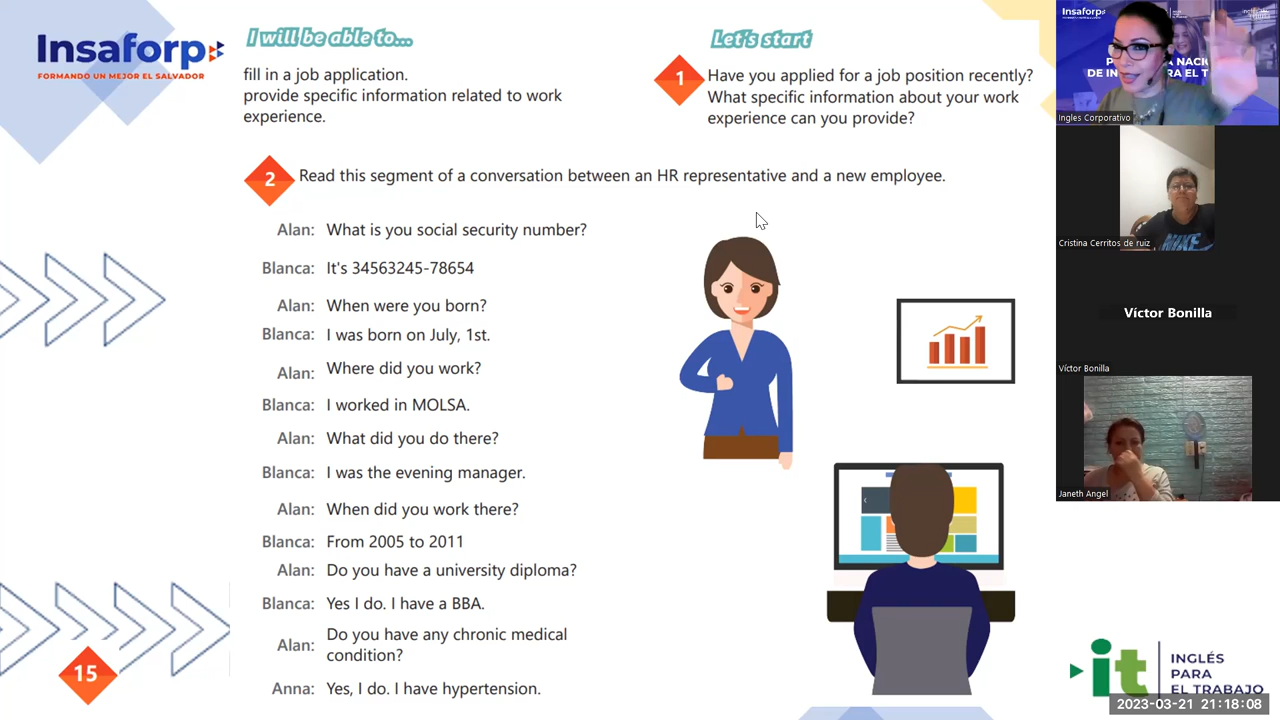 Insaforp
FORMANDO UN MEJOR EL SALVADOR
I will be able to...
fill in a job application.
provide specific information related to work
experience.
Let's start
1
Have you applied for a job position recently?
What specific information about your work
experience can you provide?
2
Read this segment of a conversation between an HR representative and a new employee.
Alan: What is you social security number?
Blanca: It's 34563245-78654
Alan: When were you born?
Blanca: I was born on July, 1st.
Alan: Where did you work?
Blanca: I worked in MOLSA.
Alan: What did you do there?
Blanca: I was the evening manager.
Alan: When did you work there?
Blanca: From 2005 to 2011
Alan: Do you have a university diploma?
Blanca: Yes I do. I have a BBA.
Alan: Do you have any chronic medical
condition?
Anna: Yes, I do. I have hypertension.
15
Insaforp
Ingles Corporativo
Cristina Cerritos de ruiz
NIKE
Víctor Bonilla
Víctor Bonilla
Janeth Angel
it
INGLÉS
PARA
EL TRABAJO
2023-03-21 21:18:08